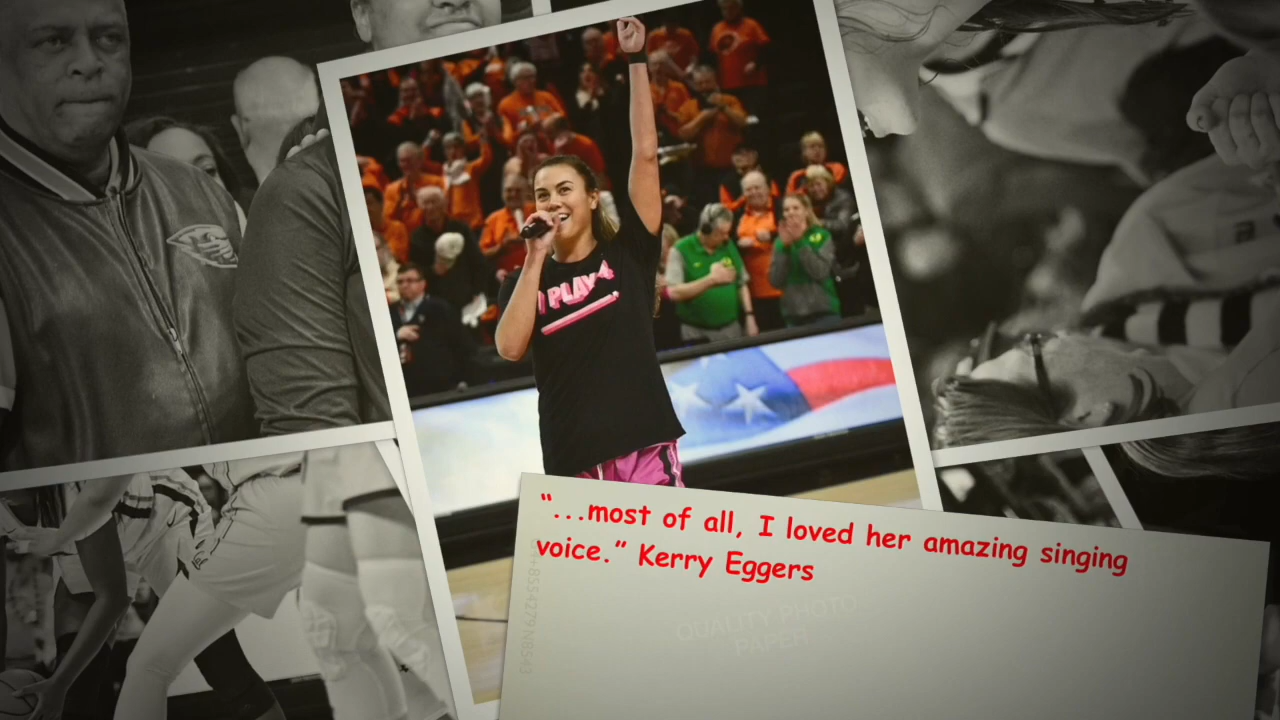 PLAY4
“...most of all, I loved her amazing singing
voice.” Kerry Eggers
QUALITY PHOTO
PAPER